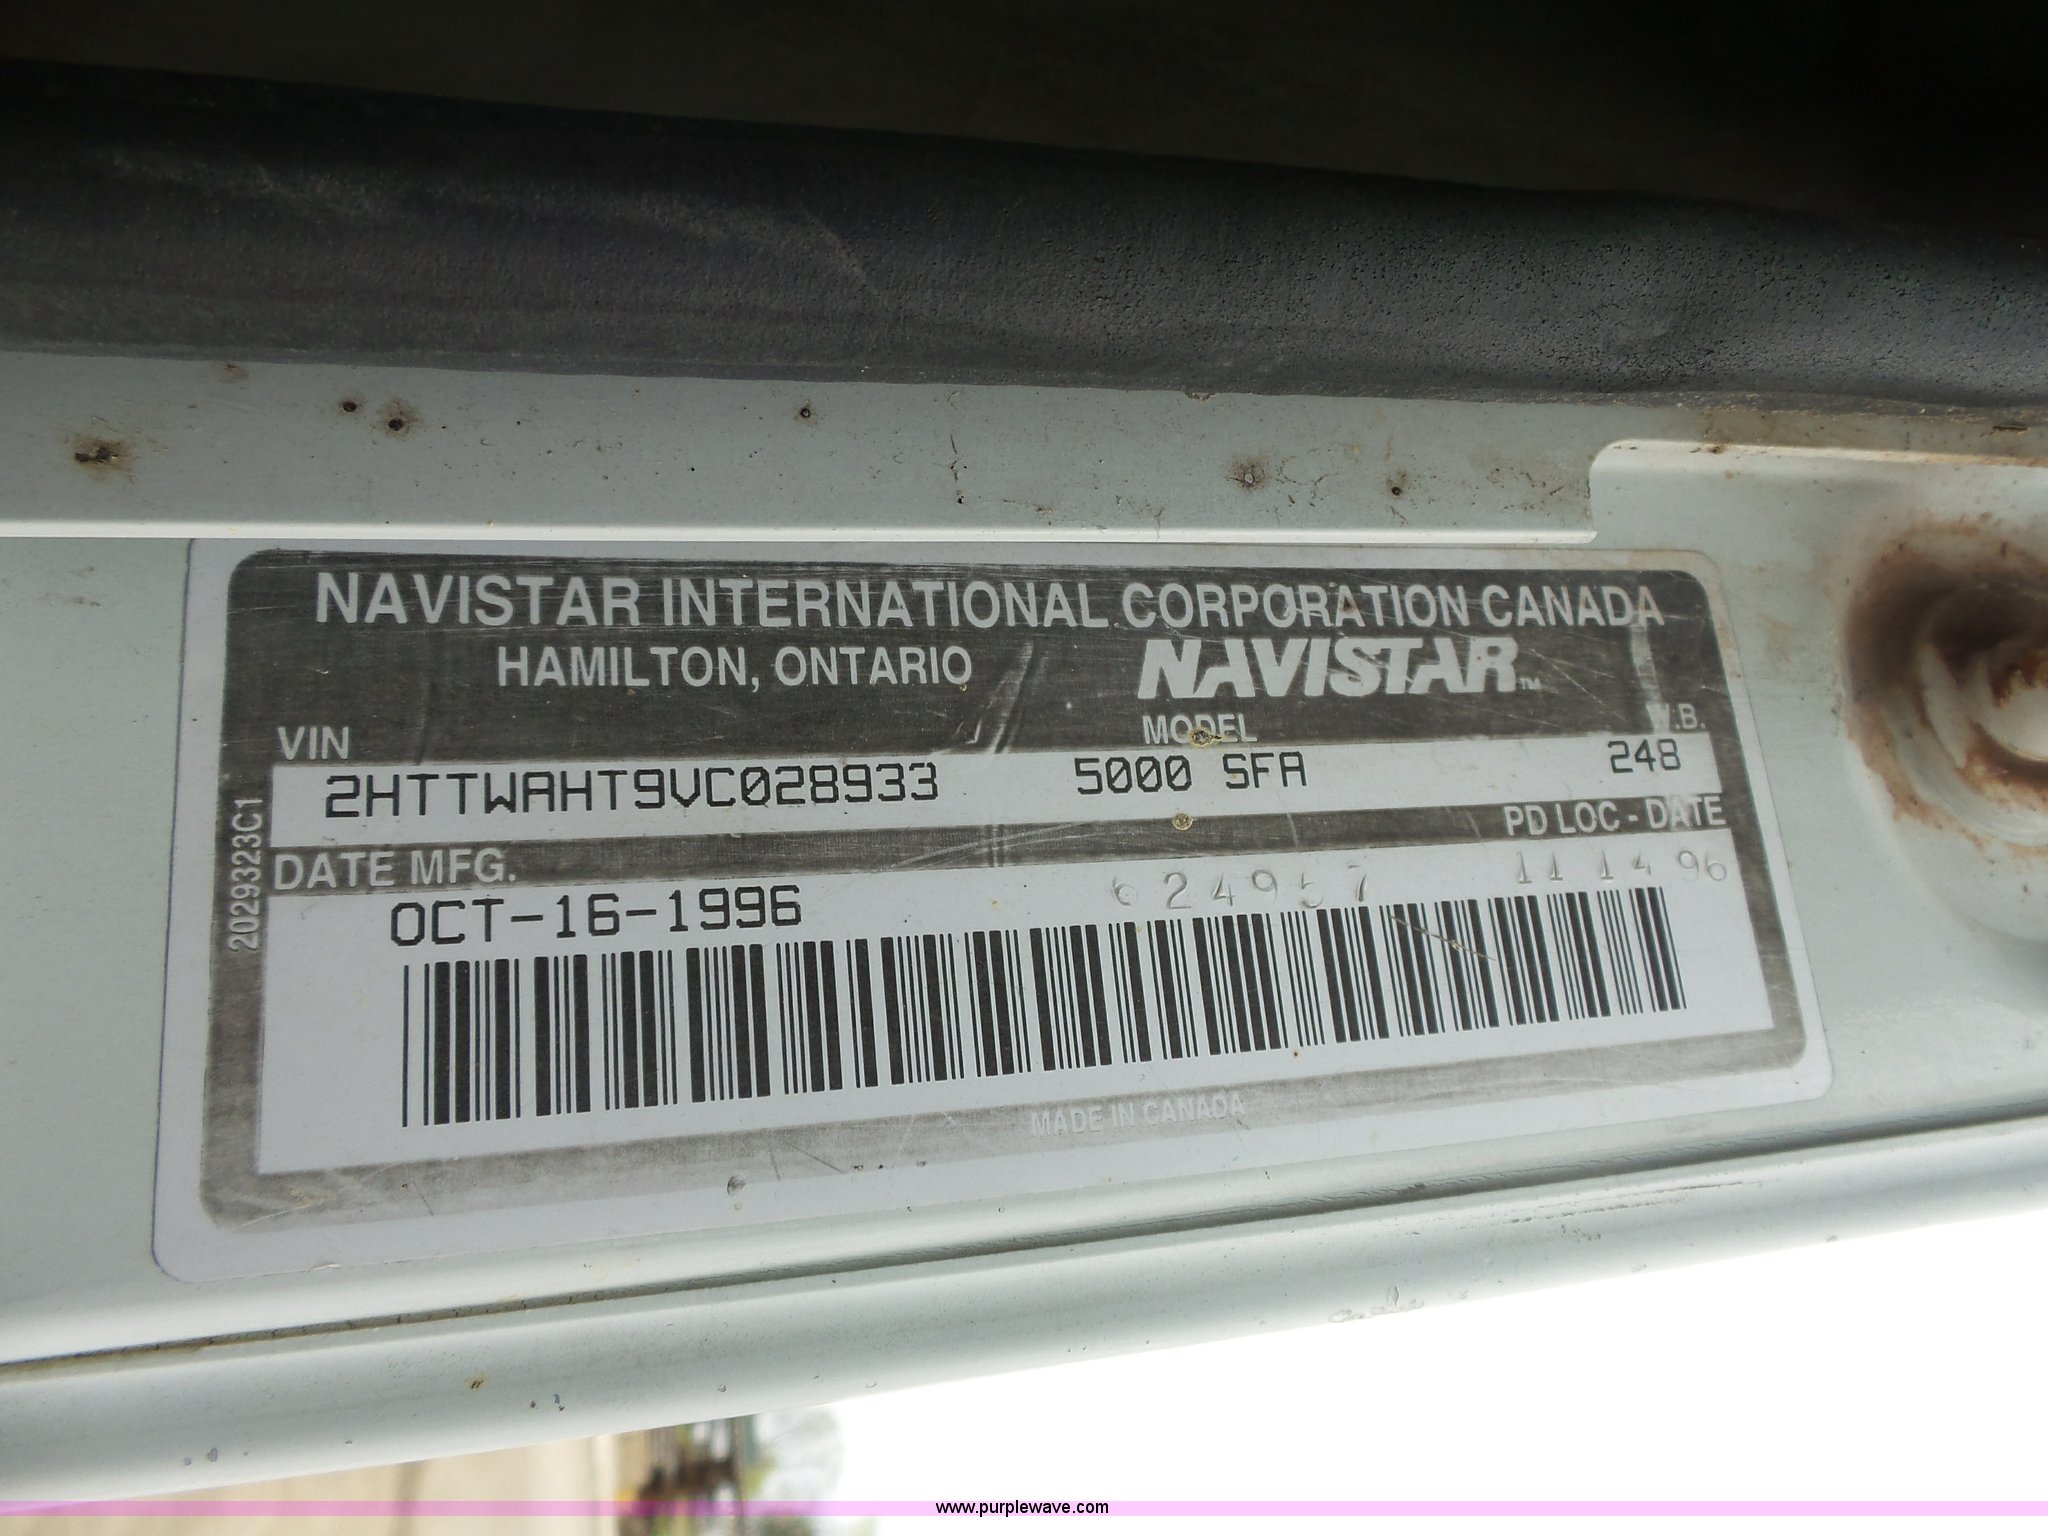 NAVISTAR INTERNATIONAL CORPORATION CANADA
HAMILTON, ONTARIO NAVISTAR TM
VIN MODEL W.B.
2HTTWAHT9VC028933 5000 SFA 248
DATE MFG. PD LOC - DATE
OCT-16-1996 624957 11 14 96
2029323C1
MADE IN CANADA
www.purplewave.com